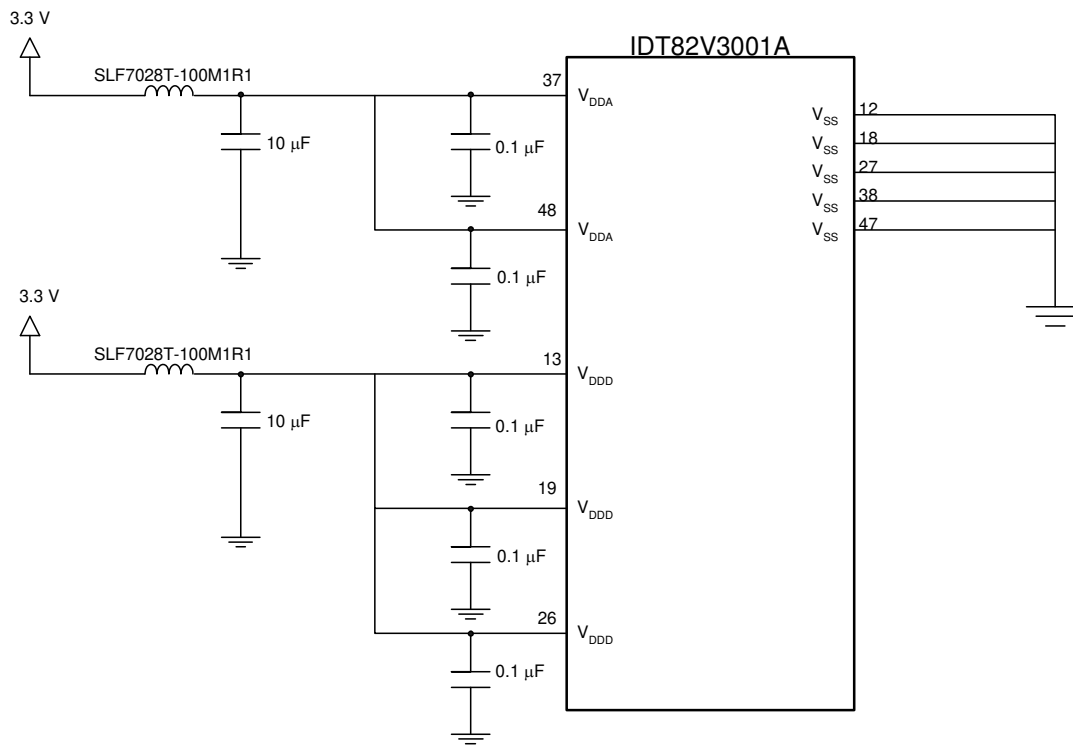 3.3 V
IDT82V3001A
SLF7028T-100M1R1
37
V_DDA
10 μF
0.1 μF
48
V_DDA
0.1 μF
V_SS 12
V_SS 18
V_SS 27
V_SS 38
V_SS 47
3.3 V
SLF7028T-100M1R1
13
V_DDD
10 μF
0.1 μF
19
V_DDD
0.1 μF
26
V_DDD
0.1 μF